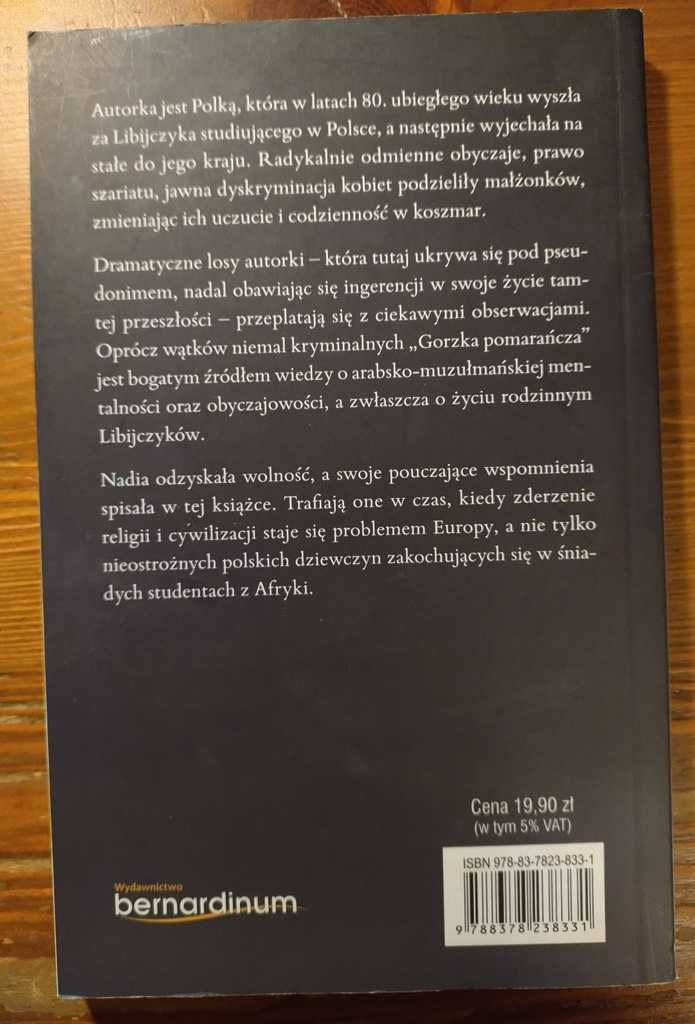 Autorka jest Polką, która w latach 80. ubiegłego wieku wyszła
za Libijczyka studiującego w Polsce, a następnie wyjechała na
stałe do jego kraju. Radykalnie odmienne obyczaje, prawo
szariatu, jawna dyskryminacja kobiet podzieliły małżonków,
zmieniając ich uczucie i codzienność w koszmar.
Dramatyczne losy autorki – która tutaj ukrywa się pod pseu-
donimem, nadal obawiając się ingerencji w swoje życie tam-
tej przeszłości – przeplatają się z ciekawymi obserwacjami.
Oprócz wątków niemal kryminalnych „Gorzka pomarańcza”
jest bogatym źródłem wiedzy o arabsko-muzułmańskiej men-
talności oraz obyczajowości, a zwłaszcza o życiu rodzinnym
Libijczyków.
Nadia odzyskała wolność, a swoje pouczające wspomnienia
spisała w tej książce. Trafiają one w czas, kiedy zderzenie
religii i cywilizacji staje się problemem Europy, a nie tylko
nieostrożnych polskich dziewczyn zakochujących się w śnia-
dych studentach z Afryki.
Cena 19,90 zł
(w tym 5% VAT)
ISBN 978-83-7823-833-1
9 788378 238331
Wydawnictwo
bernardinum